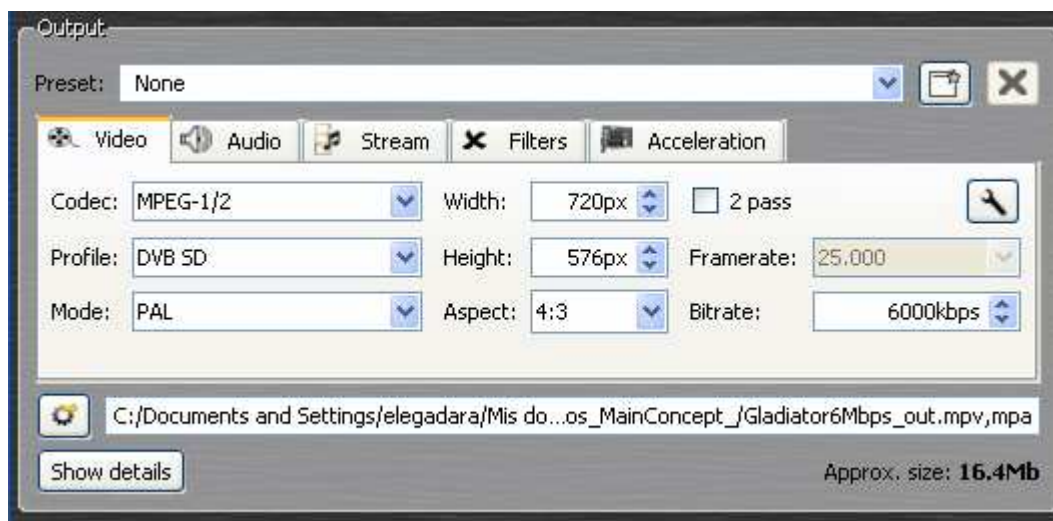 Output
Preset: None
Video Audio Stream Filters Acceleration
Codec: MPEG-1/2 Width: 720px 2 pass
Profile: DVB SD Height: 576px Framerate: 25.000
Mode: PAL Aspect: 4:3 Bitrate: 6000kbps
C:/Documents and Settings/elegadara/Mis do...os_MainConcept_/Gladiator6Mbps_out.mpv,mpa
Show details Approx. size: 16.4Mb